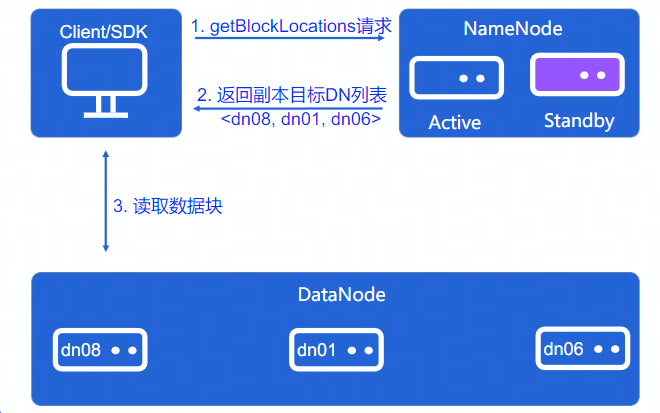 Client/SDK
1. getBlockLocations请求
NameNode
2. 返回副本目标DN列表
<dn08, dn01, dn06>
Active
Standby
3. 读取数据块
DataNode
dn08
dn01
dn06